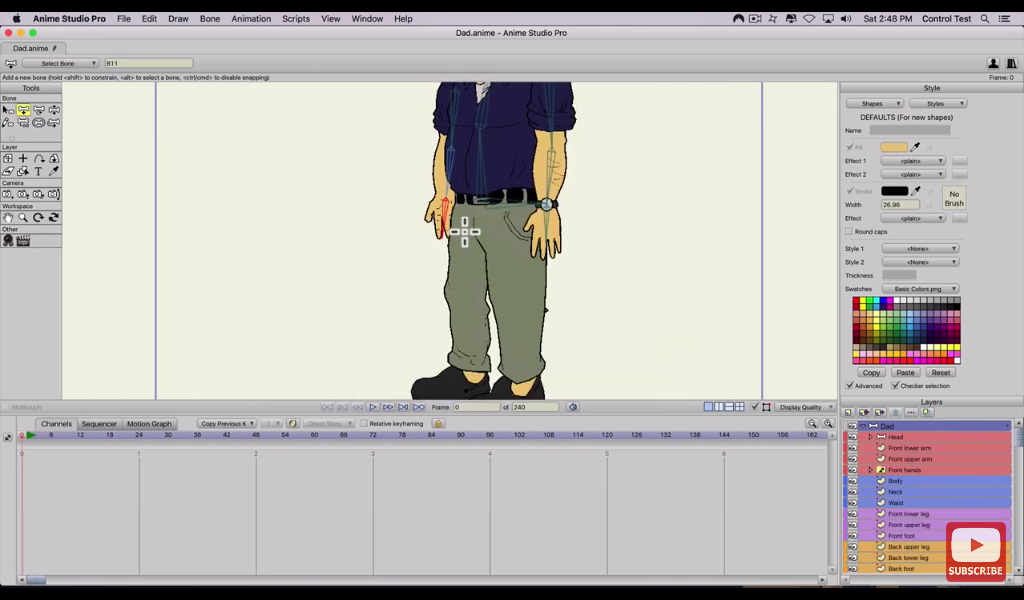 Anime Studio Pro File Edit Draw Bone Animation Scripts View Window Help Sat 2:48 PM Control Test
Dad.anime - Anime Studio Pro
Dad.anime
Select Bone B11
Add a new bone (hold <shift> to constrain, <alt> to select a bone, <ctrl/cmd> to disable snapping) Frame: 0
Tools
Bone
Layer
Camera
Workspace
Other
Style
Shapes Styles
DEFAULTS (For new shapes)
Name
Fill
Effect 1 <plain>
Effect 2 <plain>
Stroke
No
Brush
Width 26.96
Effect <plain>
Round caps
Style 1 <None>
Style 2 <None>
Thickness
Swatches Basic Colors.png
Copy Paste Reset
Advanced Checker selection
Multitouch Frame 0 of 240 Display Quality
Channels Sequencer Motion Graph Copy Previous K 1 Onion Skins Relative keyframing
0 6 12 18 24 30 36 42 48 54 60 66 72 78 84 90 96 102 108 114 120 126 132 138 144 150 156 162
0 1 2 3 4 5 6
Layers
Dad
Head
Front lower arm
Front upper arm
Front hands
Body
Neck
Waist
Front lower leg
Front upper leg
Front foot
Back upper leg
Back lower leg
Back foot
SUBSCRIBE